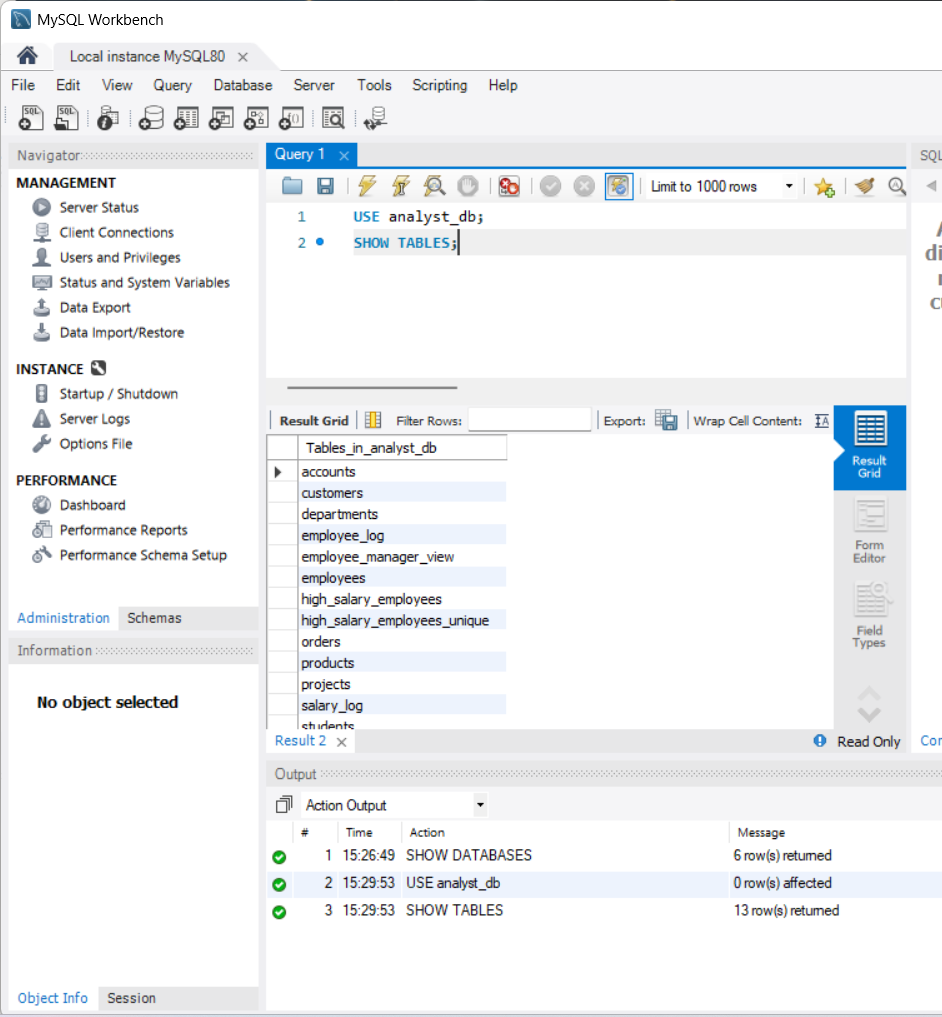 MySQL Workbench
Local instance MySQL80
File Edit View Query Database Server Tools Scripting Help
Navigator
MANAGEMENT
Server Status
Client Connections
Users and Privileges
Status and System Variables
Data Export
Data Import/Restore
INSTANCE
Startup / Shutdown
Server Logs
Options File
PERFORMANCE
Dashboard
Performance Reports
Performance Schema Setup
Administration Schemas
Information
No object selected
Object Info Session
Query 1
Limit to 1000 rows
1 USE analyst_db;
2 SHOW TABLES;
Result Grid Filter Rows: Export: Wrap Cell Content:
Tables_in_analyst_db
accounts
customers
departments
employee_log
employee_manager_view
employees
high_salary_employees
high_salary_employees_unique
orders
products
projects
salary_log
students
Result
Grid
Form
Editor
Field
Types
Result 2 Read Only
Output
Action Output
# Time Action Message
1 15:26:49 SHOW DATABASES 6 row(s) returned
2 15:29:53 USE analyst_db 0 row(s) affected
3 15:29:53 SHOW TABLES 13 row(s) returned
SQL